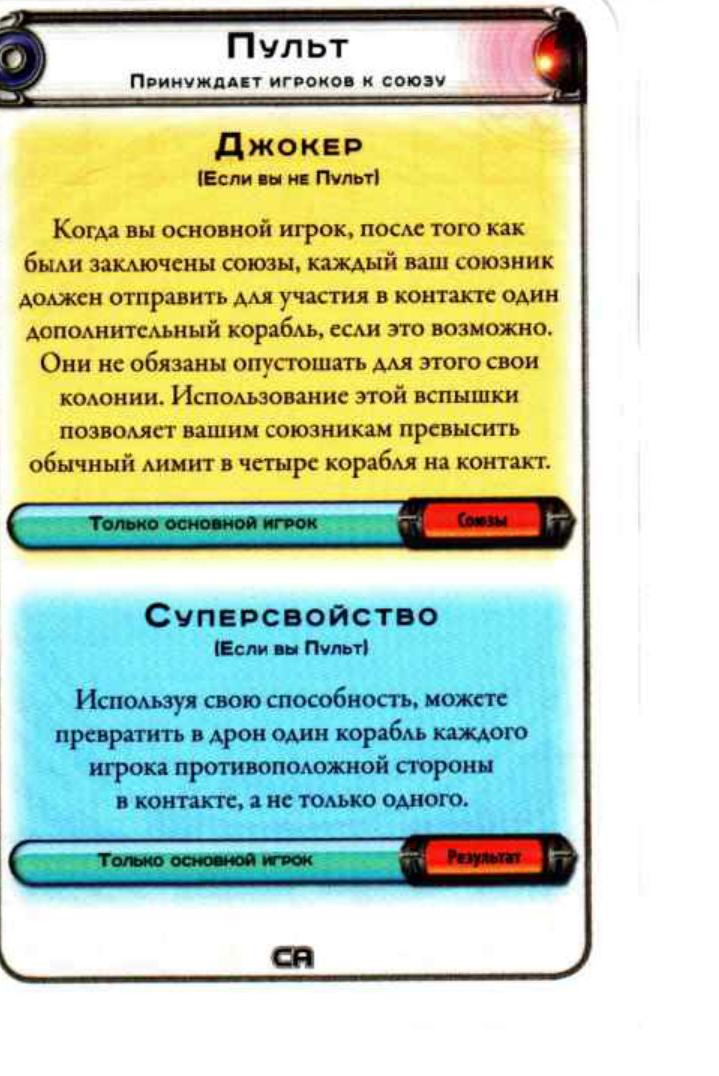 Пульт
Принуждает игроков к союзу
Джокер
(Если вы не Пульт)
Когда вы основной игрок, после того как
были заключены союзы, каждый ваш союзник
должен отправить для участия в контакте один
дополнительный корабль, если это возможно.
Они не обязаны опустошать для этого свои
колонии. Использование этой вспышки
позволяет вашим союзникам превысить
обычный лимит в четыре корабля на контакт.
Только основной игрок
Союзы
Суперсвойство
(Если вы Пульт)
Используя свою способность, можете
превратить в дрон один корабль каждого
игрока противоположной стороны
в контакте, а не только одного.
Только основной игрок
Результат
CA